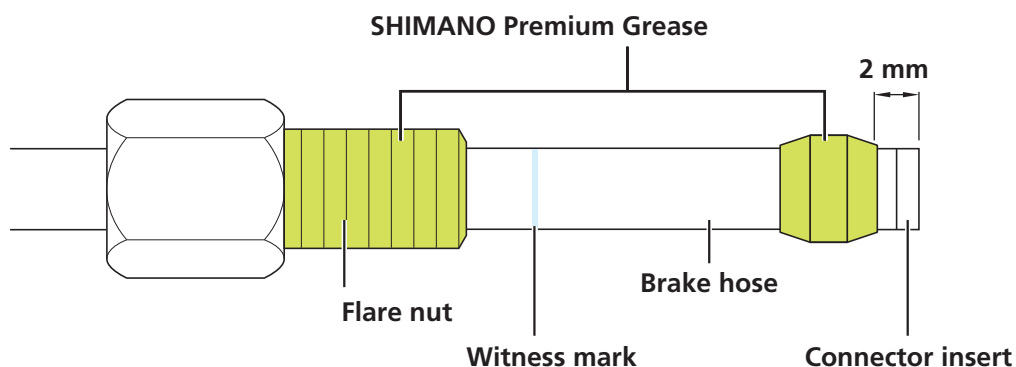 SHIMANO Premium Grease
2 mm
Brake hose
Flare nut
Witness mark
Connector insert